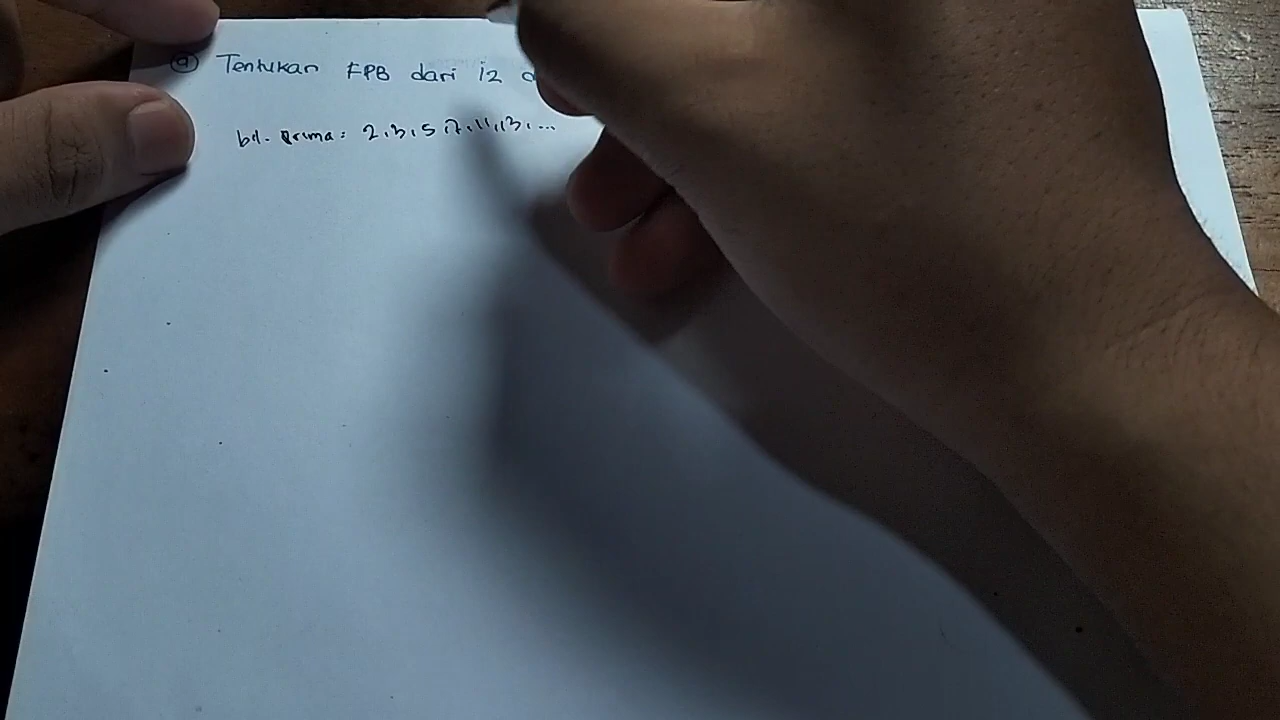 a Tentukan FPB dari 12
bil. prima: 2, 3, 5, 7, 11, 13, ...